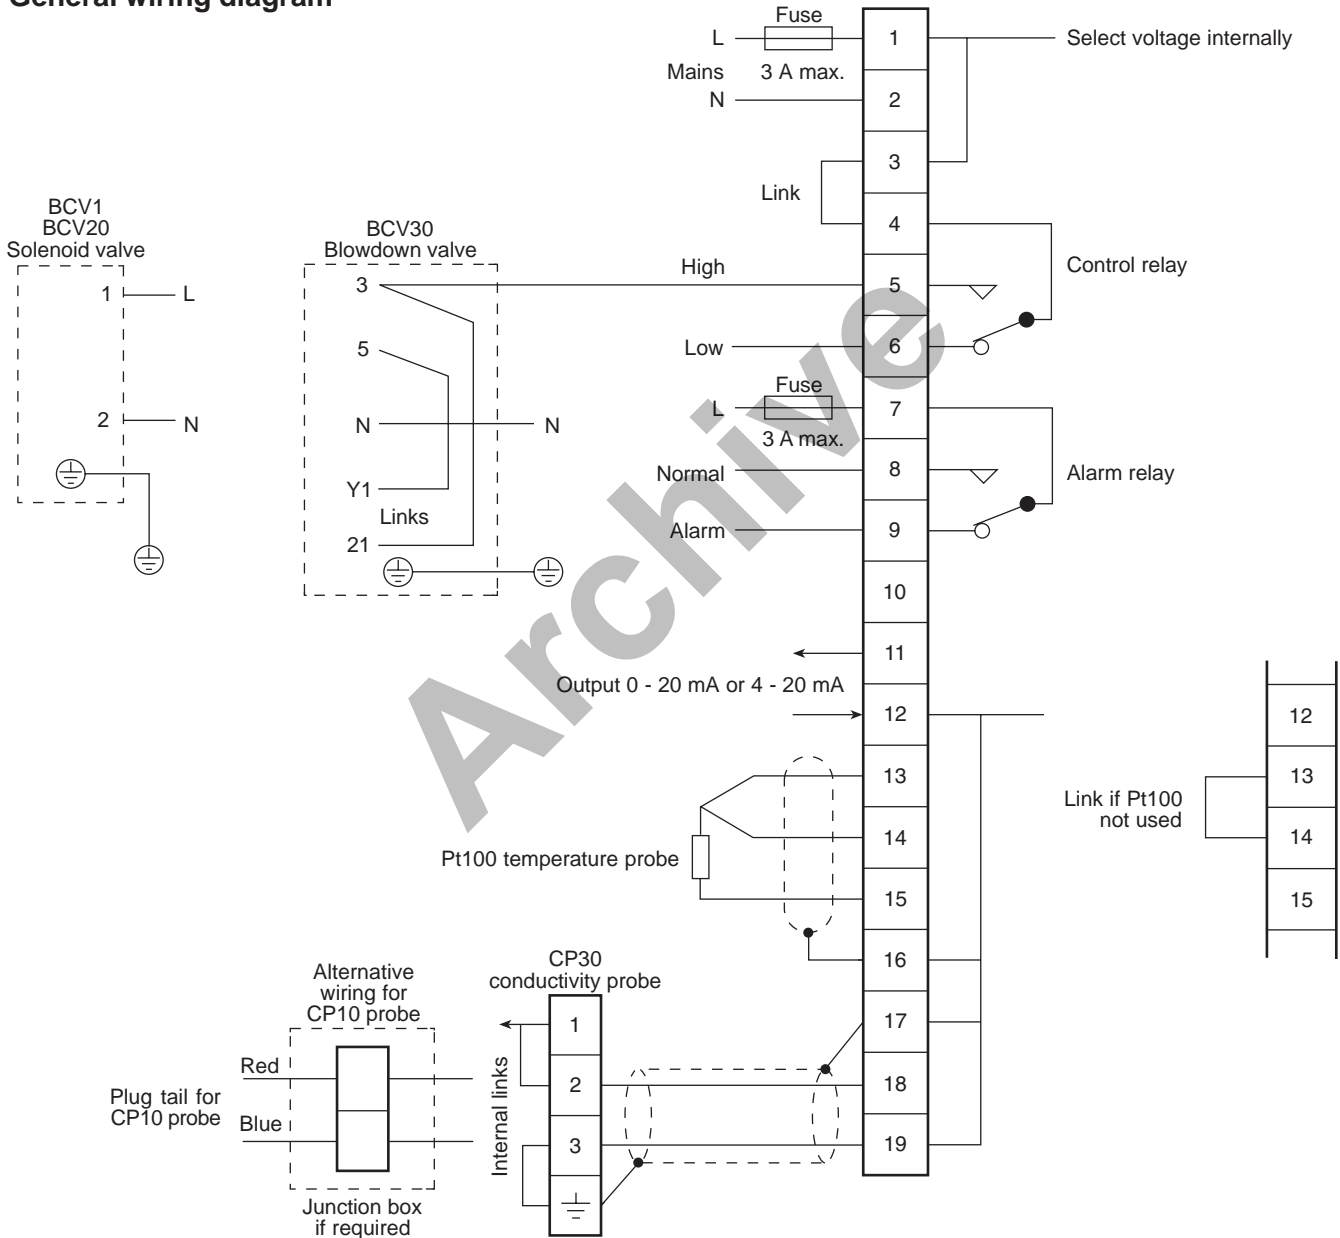 General wiring diagram
Fuse
L
1
Select voltage internally
Mains
3 A max.
N
2
3
Link
4
BCV1
BCV20
Solenoid valve
1
L
2
N
BCV30
Blowdown valve
3
5
N
N
Y1
Links
21
High
5
Control relay
Low
6
Fuse
L
7
3 A max.
Normal
8
Alarm relay
Alarm
9
10
11
Output 0 - 20 mA or 4 - 20 mA
12
13
14
Pt100 temperature probe
15
16
17
18
19
12
13
Link if Pt100
not used
14
15
Archive
Alternative
wiring for
CP10 probe
Red
Plug tail for
CP10 probe
Blue
Junction box
if required
CP30
conductivity probe
1
2
3
Internal links